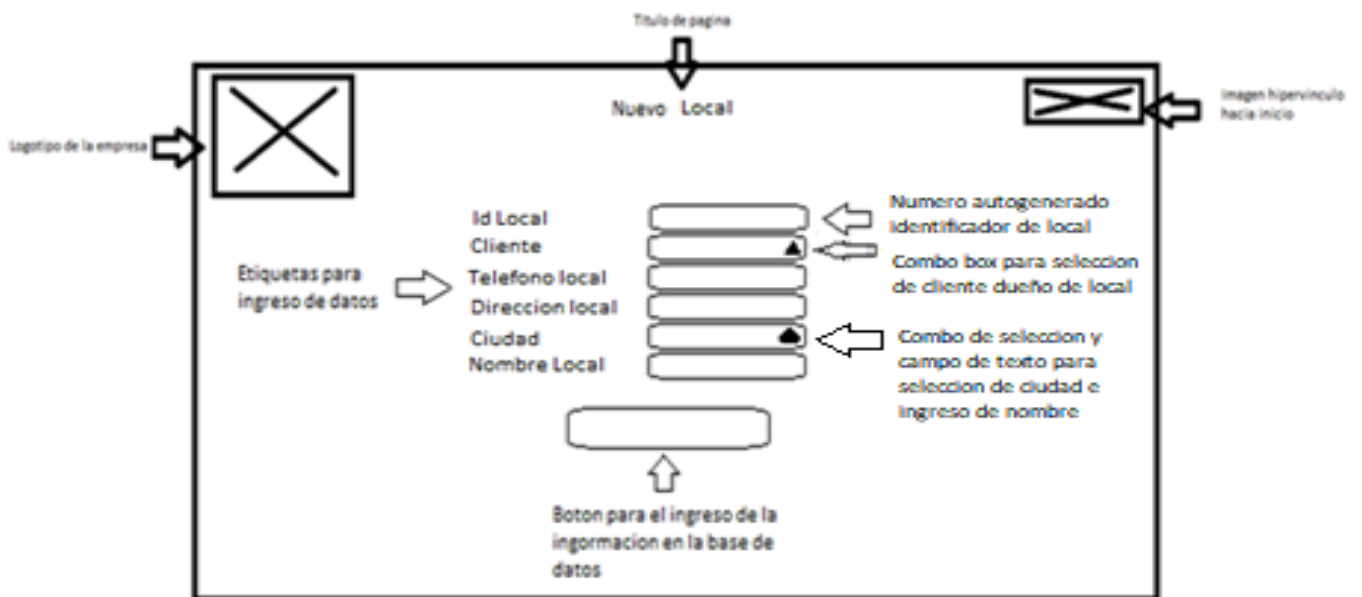 Titulo de pagina
Nuevo Local
Imagen hipervinculo
hacia inicio
Logotipo de la empresa
Id Local
Cliente
Telefono local
Direccion local
Ciudad
Nombre Local
Etiquetas para
ingreso de datos
Numero autogenerado
identificador de local
Combo box para seleccion
de cliente dueño de local
Combo de seleccion y
campo de texto para
seleccion de ciudad e
ingreso de nombre
Boton para el ingreso de la
ingormacion en la base de
datos